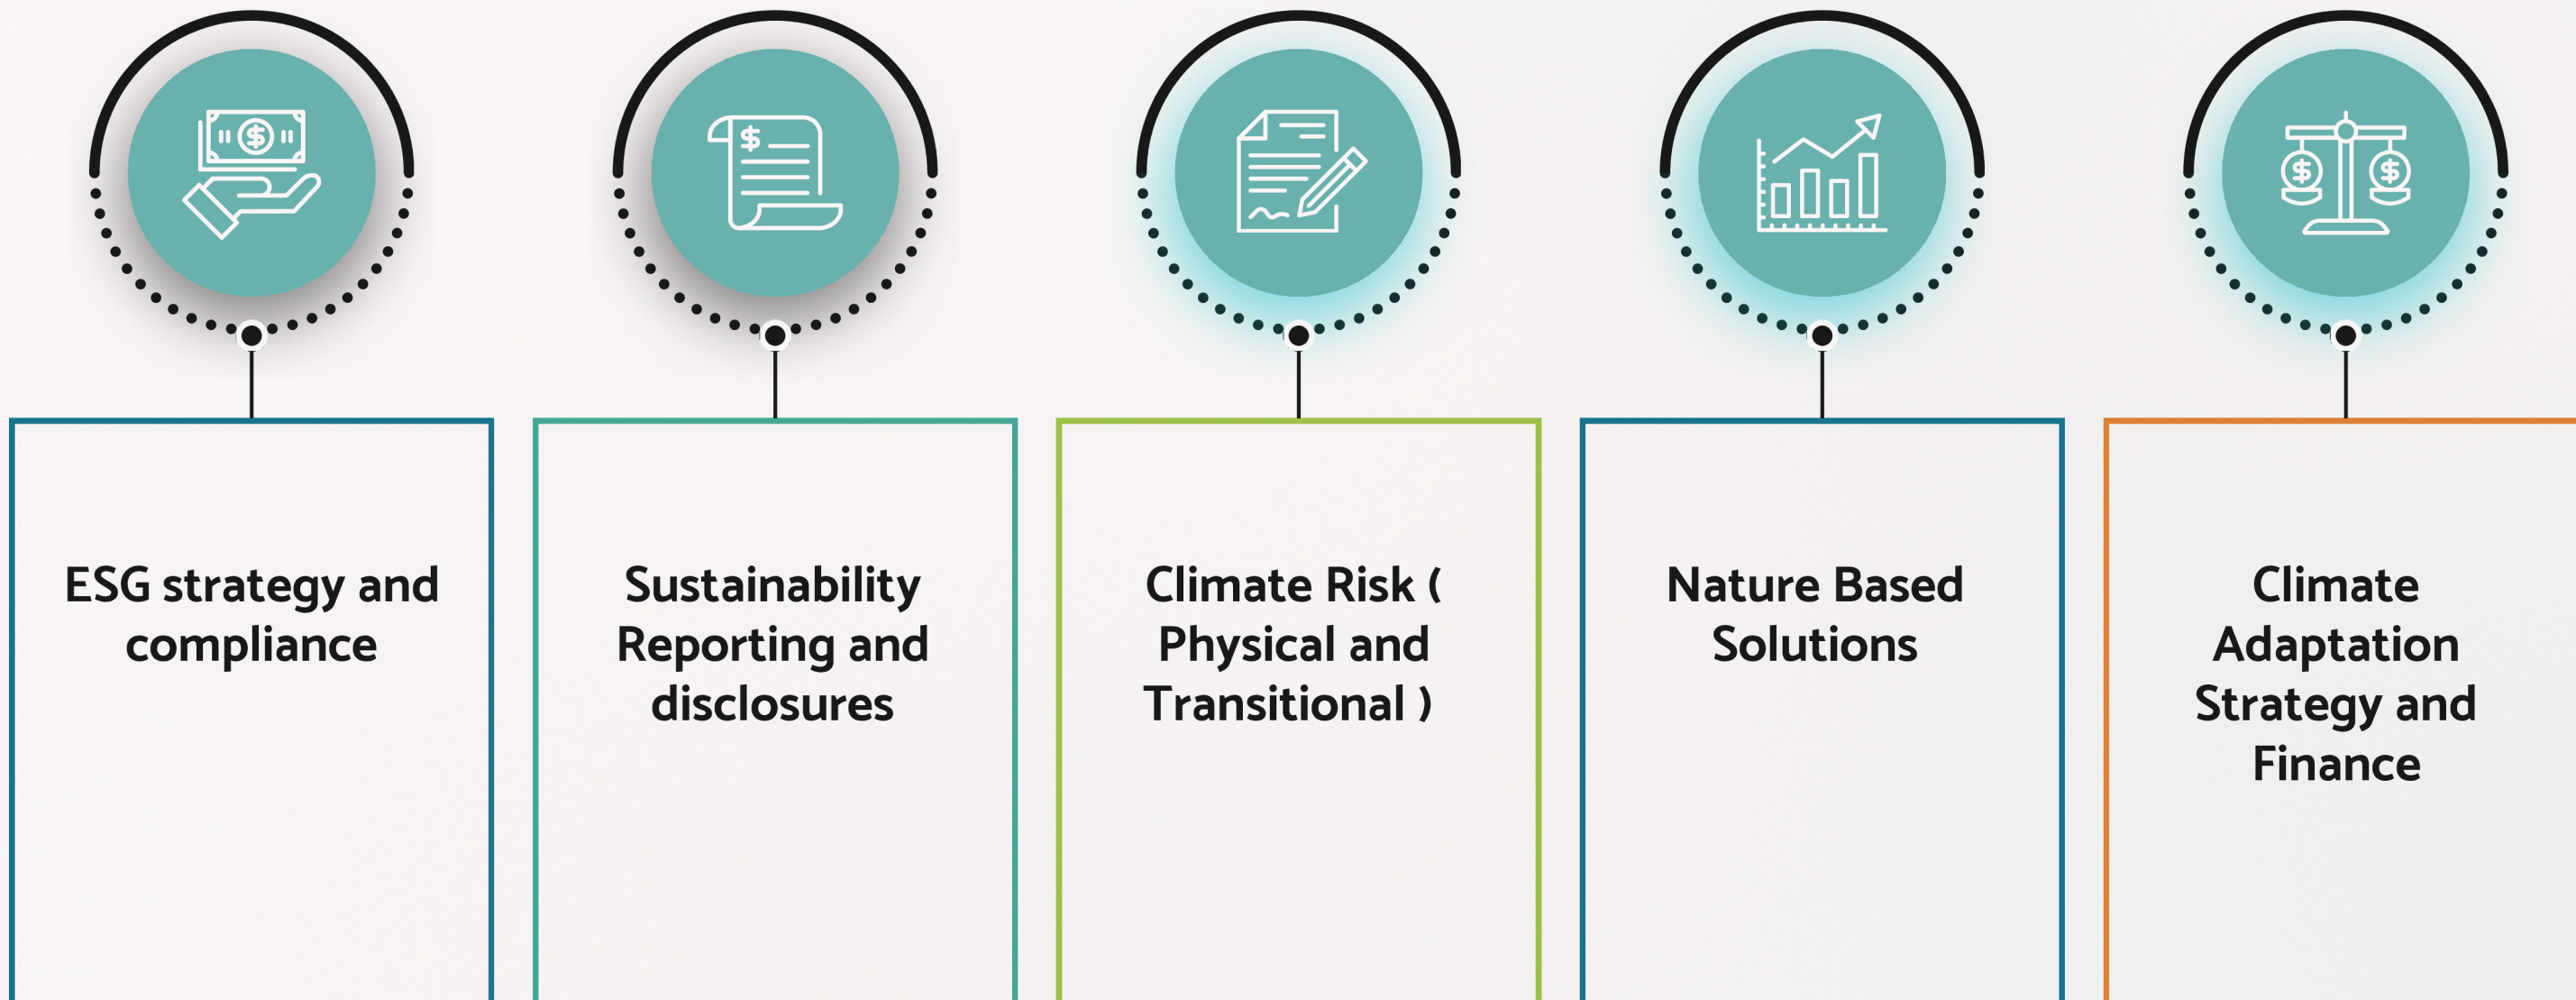 $
$
$
$
ESG strategy and
compliance
Sustainability
Reporting and
disclosures
Climate Risk (
Physical and
Transitional )
Nature Based
Solutions
Climate
Adaptation
Strategy and
Finance